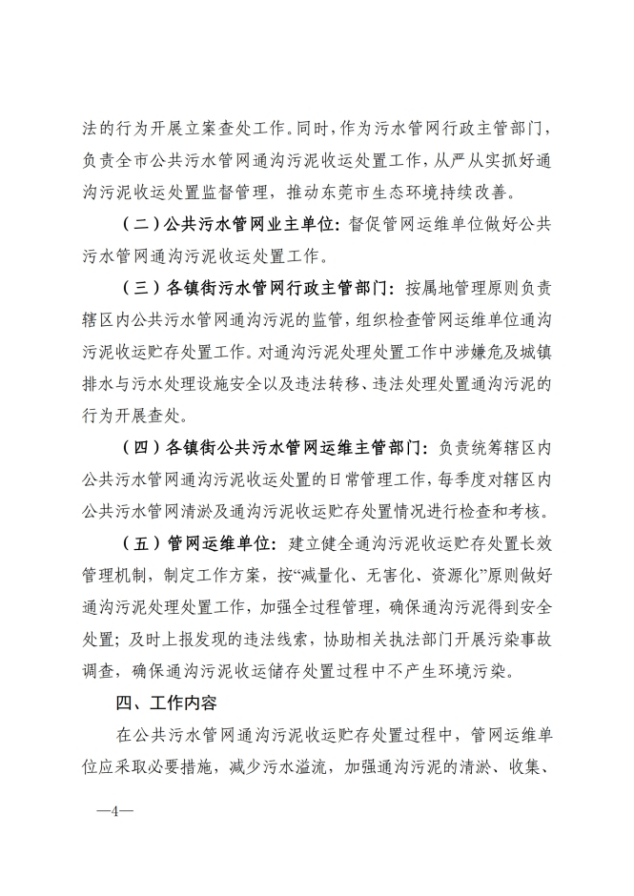 法的行为开展立案查处工作。同时，作为污水管网行政主管部门，
负责全市公共污水管网通沟污泥收运处置工作，从严从实抓好通
沟污泥收运处置监督管理，推动东莞市生态环境持续改善。
（二）公共污水管网业主单位：督促管网运维单位做好公共
污水管网通沟污泥收运处置工作。
（三）各镇街污水管网行政主管部门：按属地管理原则负责
辖区内公共污水管网通沟污泥的监管，组织检查管网运维单位通沟
污泥收运贮存处置工作。对通沟污泥处理处置工作中涉嫌危及城镇
排水与污水处理设施安全以及违法转移、违法处理处置通沟污泥的
行为开展查处。
（四）各镇街公共污水管网运维主管部门：负责统筹辖区内
公共污水管网通沟污泥收运处置的日常管理工作，每季度对辖区内
公共污水管网清淤及通沟污泥收运贮存处置情况进行检查和考核。
（五）管网运维单位：建立健全通沟污泥收运贮存处置长效
管理机制，制定工作方案，按“减量化、无害化、资源化”原则做好
通沟污泥处理处置工作，加强全过程管理，确保通沟污泥得到安全
处置；及时上报发现的违法线索，协助相关执法部门开展污染事故
调查，确保通沟污泥收运储存处置过程中不产生环境污染。
四、工作内容
在公共污水管网通沟污泥收运贮存处置过程中，管网运维单
位应采取必要措施，减少污水溢流，加强通沟污泥的清淤、收集、
—4—